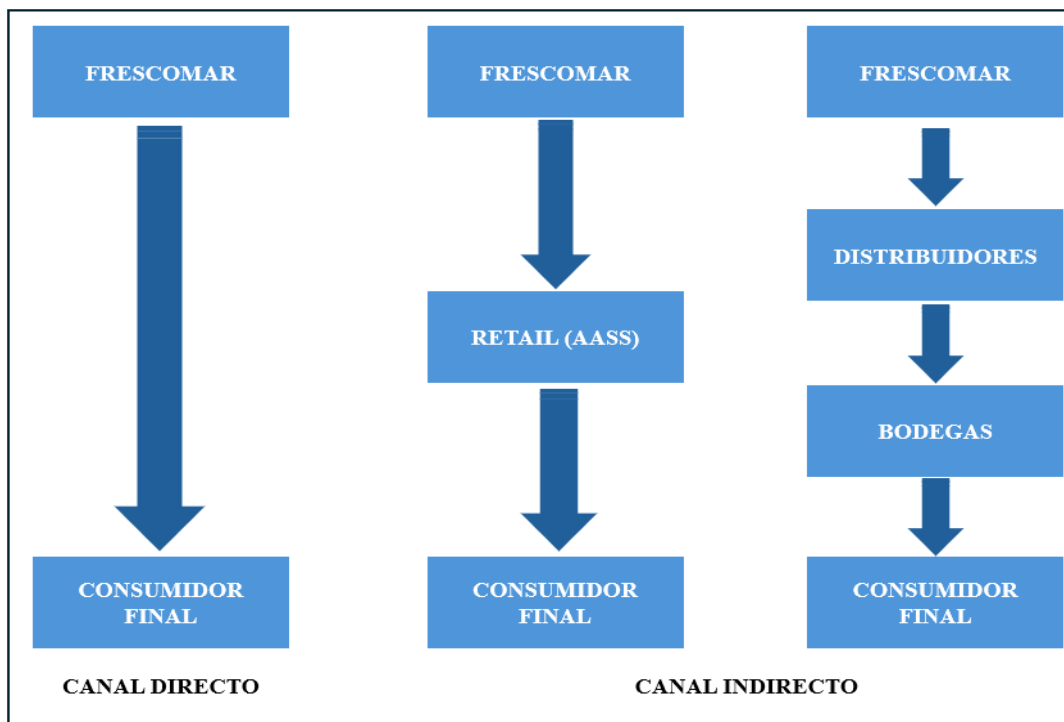 FRESCOMAR
FRESCOMAR
FRESCOMAR
DISTRIBUIDORES
RETAIL (AASS)
BODEGAS
CONSUMIDOR
FINAL
CONSUMIDOR
FINAL
CONSUMIDOR
FINAL
CANAL DIRECTO
CANAL INDIRECTO